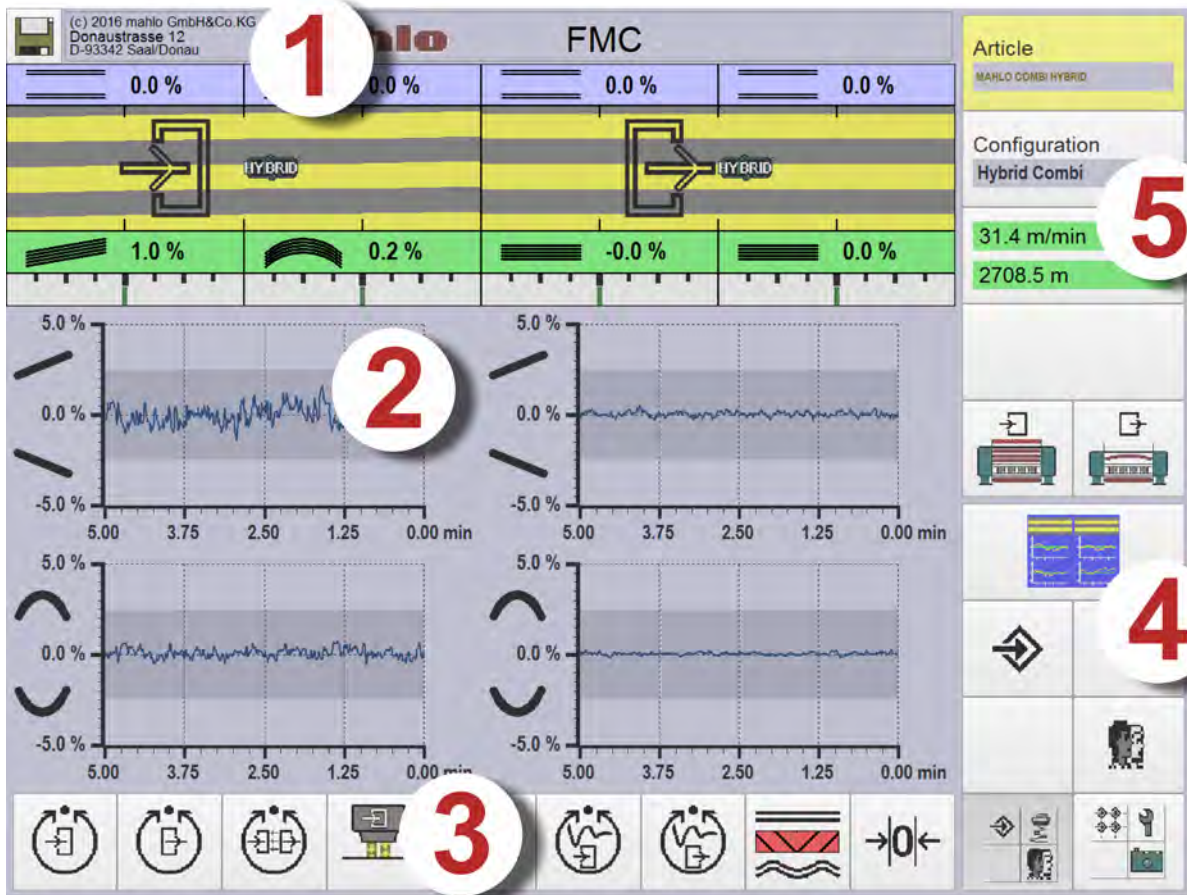 (c) 2016 mahlo GmbH&Co.KG
Donaustrasse 12
D-93342 Saal/Donau
1
FMC
0.0 % 0.0 % 0.0 % 0.0 %
HYBRID HYBRID
1.0 % 0.2 % -0.0 % 0.0 %
Article
MAHLO COMBI HYBRID
Configuration
Hybrid Combi
5
31.4 m/min
2708.5 m
5.0 %
0.0 %
-5.0 %
5.00 3.75 2.50 1.25 0.00 min
2
5.0 %
0.0 %
-5.0 %
5.00 3.75 2.50 1.25 0.00 min
5.0 %
0.0 %
-5.0 %
5.00 3.75 2.50 1.25 0.00 min
5.0 %
0.0 %
-5.0 %
5.00 3.75 2.50 1.25 0.00 min
4
3
→0←